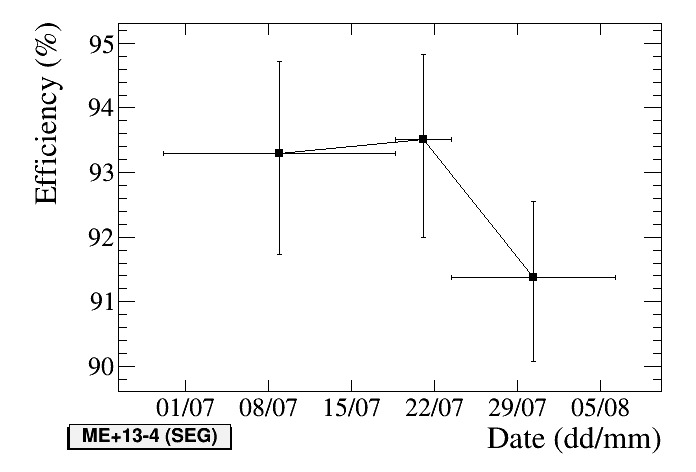 Efficiency (%)
95
94
93
92
91
90
01/07 08/07 15/07 22/07 29/07 05/08
ME+13-4 (SEG)
Date (dd/mm)